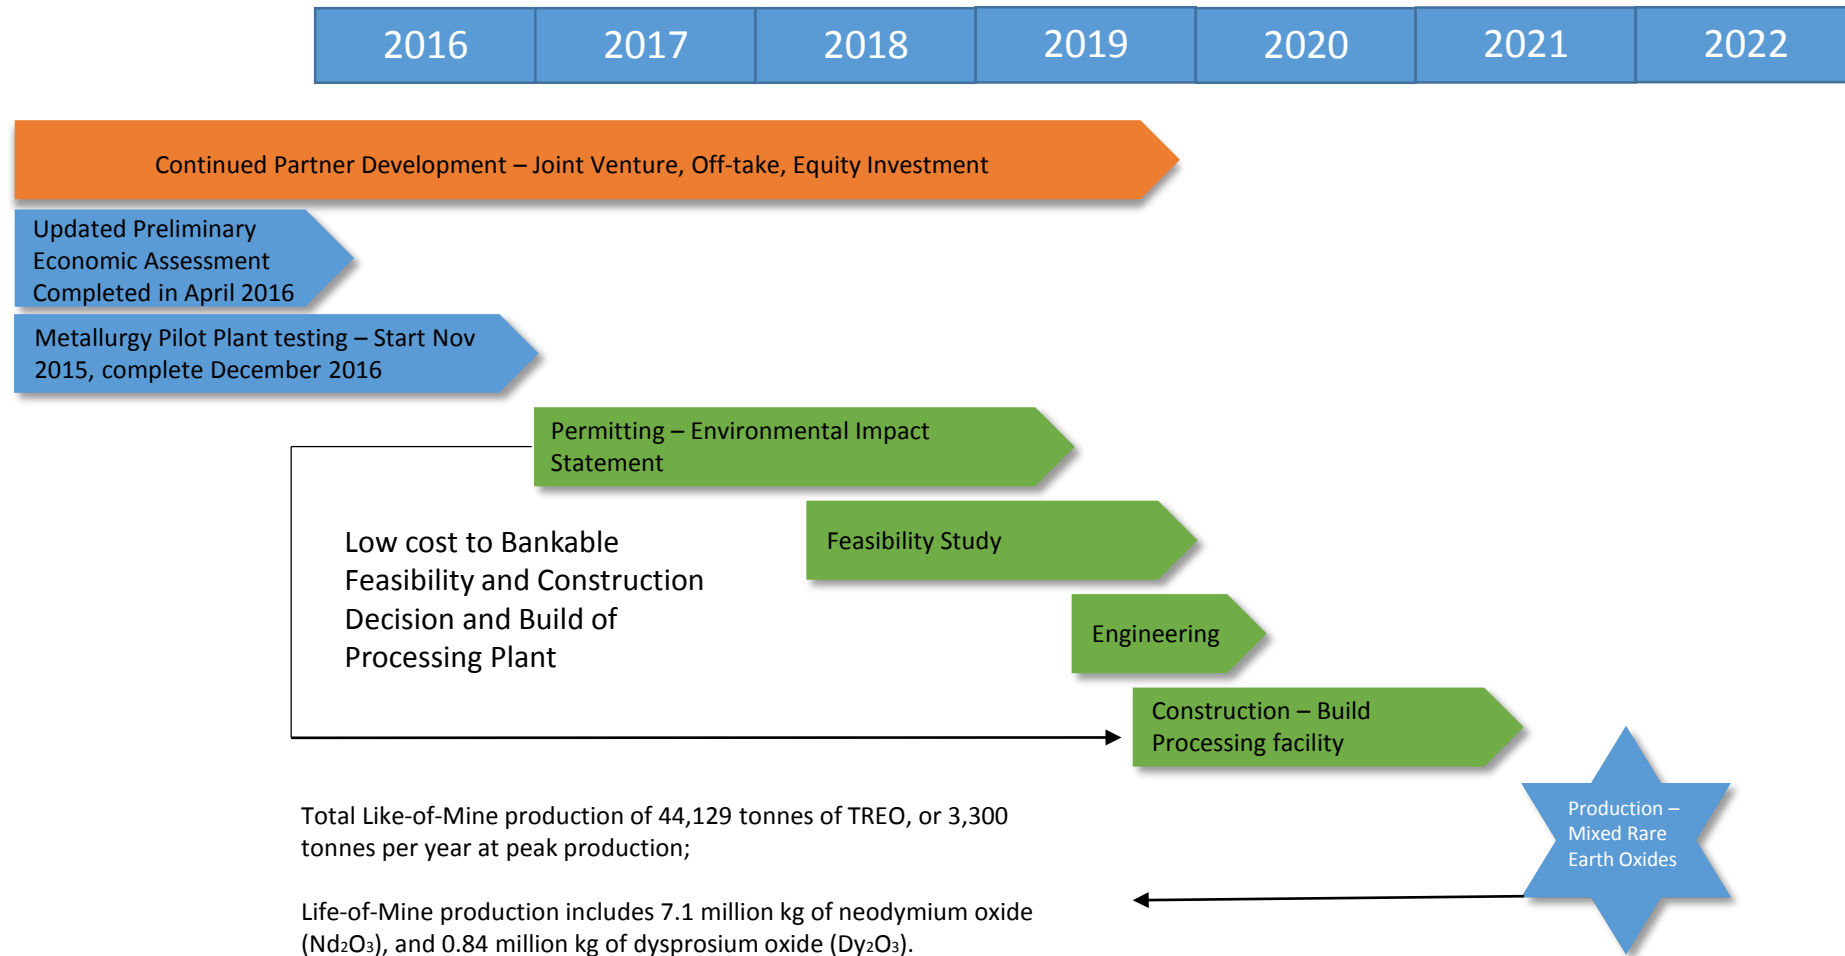 2016 2017 2018 2019 2020 2021 2022
Continued Partner Development – Joint Venture, Off-take, Equity Investment
Updated Preliminary
Economic Assessment
Completed in April 2016
Metallurgy Pilot Plant testing – Start Nov
2015, complete December 2016
Permitting – Environmental Impact
Statement
Feasibility Study
Low cost to Bankable
Feasibility and Construction
Decision and Build of
Processing Plant
Engineering
Construction – Build
Processing facility
Production –
Mixed Rare
Earth Oxides
Total Like-of-Mine production of 44,129 tonnes of TREO, or 3,300
tonnes per year at peak production;
Life-of-Mine production includes 7.1 million kg of neodymium oxide
(Nd₂O₃), and 0.84 million kg of dysprosium oxide (Dy₂O₃).